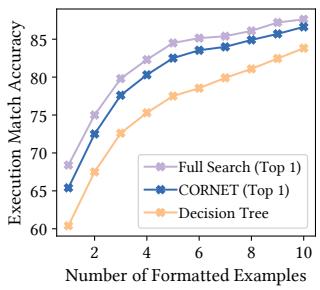 Execution Match Accuracy
85
80
75
70
65
60
Full Search (Top 1)
CORNET (Top 1)
Decision Tree
2 4 6 8 10
Number of Formatted Examples